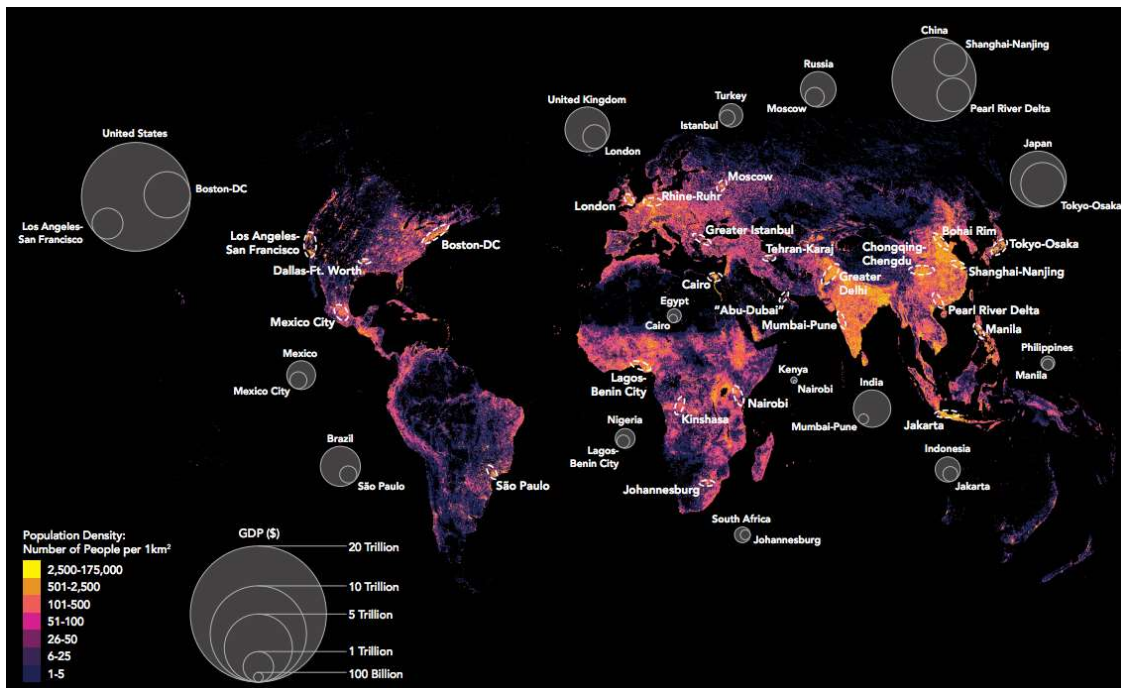 China
Shanghai-Nanjing
Pearl River Delta
Russia
Moscow
Turkey
Istanbul
United Kingdom
London
Japan
Tokyo-Osaka
United States
Boston-DC
Los Angeles-
San Francisco
Los Angeles-
San Francisco
Boston-DC
Dallas-Ft. Worth
Mexico City
London
Rhine-Ruhr
Moscow
Greater Istanbul
Tehran-Karaj
Cairo
"Abu-Dubai"
Greater
Delhi
Mumbai-Pune
Chongqing-
Chengdu
Bohai Rim
Tokyo-Osaka
Shanghai-Nanjing
Pearl River Delta
Manila
Egypt
Cairo
Mexico
Mexico City
Lagos-
Benin City
Kinshasa
Nairobi
Kenya
Nairobi
India
Mumbai-Pune
Philippines
Manila
Jakarta
Indonesia
Jakarta
Nigeria
Lagos-
Benin City
Brazil
São Paulo
São Paulo
Johannesburg
South Africa
Johannesburg
Population Density:
Number of People per 1km²
2,500-175,000
501-2,500
101-500
51-100
26-50
6-25
1-5
GDP ($)
20 Trillion
10 Trillion
5 Trillion
1 Trillion
100 Billion